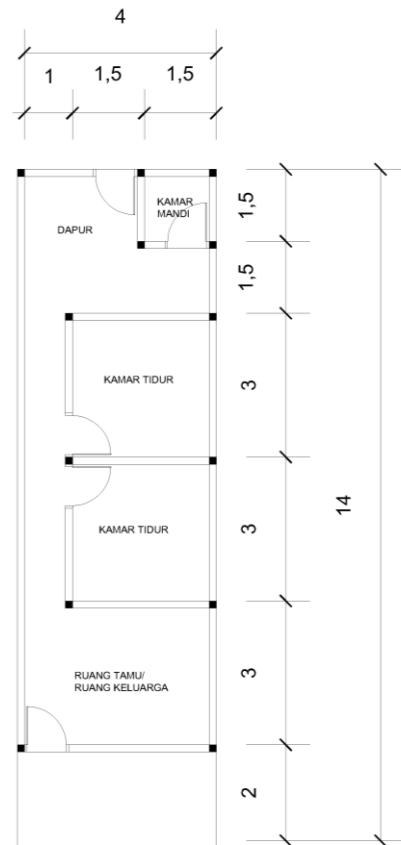 4
1
1,5
1,5
KAMAR
MANDI
DAPUR
1,5
1,5
KAMAR TIDUR
3
KAMAR TIDUR
3
14
RUANG TAMU/
RUANG KELUARGA
3
2